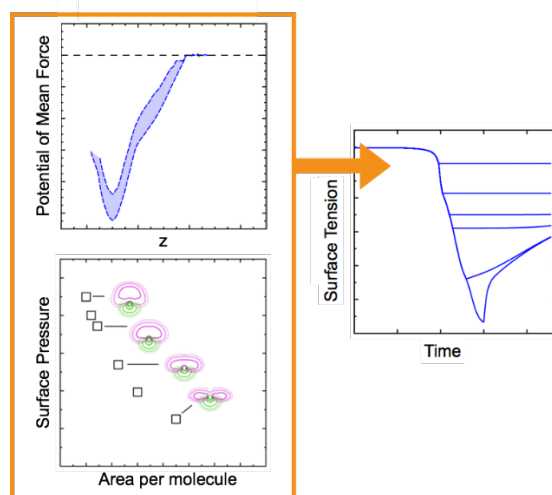 Potential of Mean Force
z
Surface Pressure
Area per molecule
Surface Tension
Time